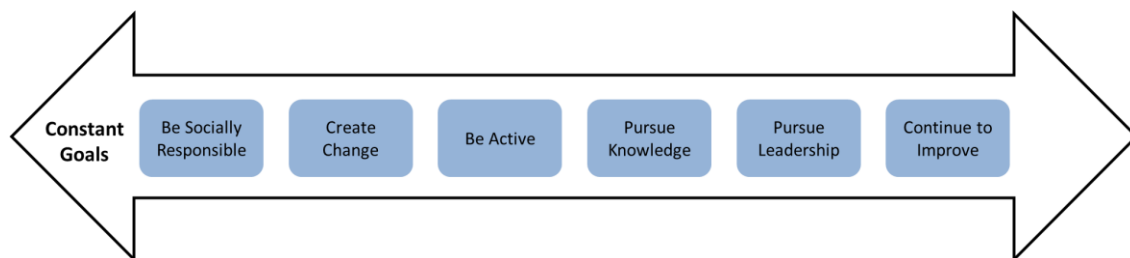 Constant
Goals
Be Socially
Responsible
Create
Change
Be Active
Pursue
Knowledge
Pursue
Leadership
Continue to
Improve